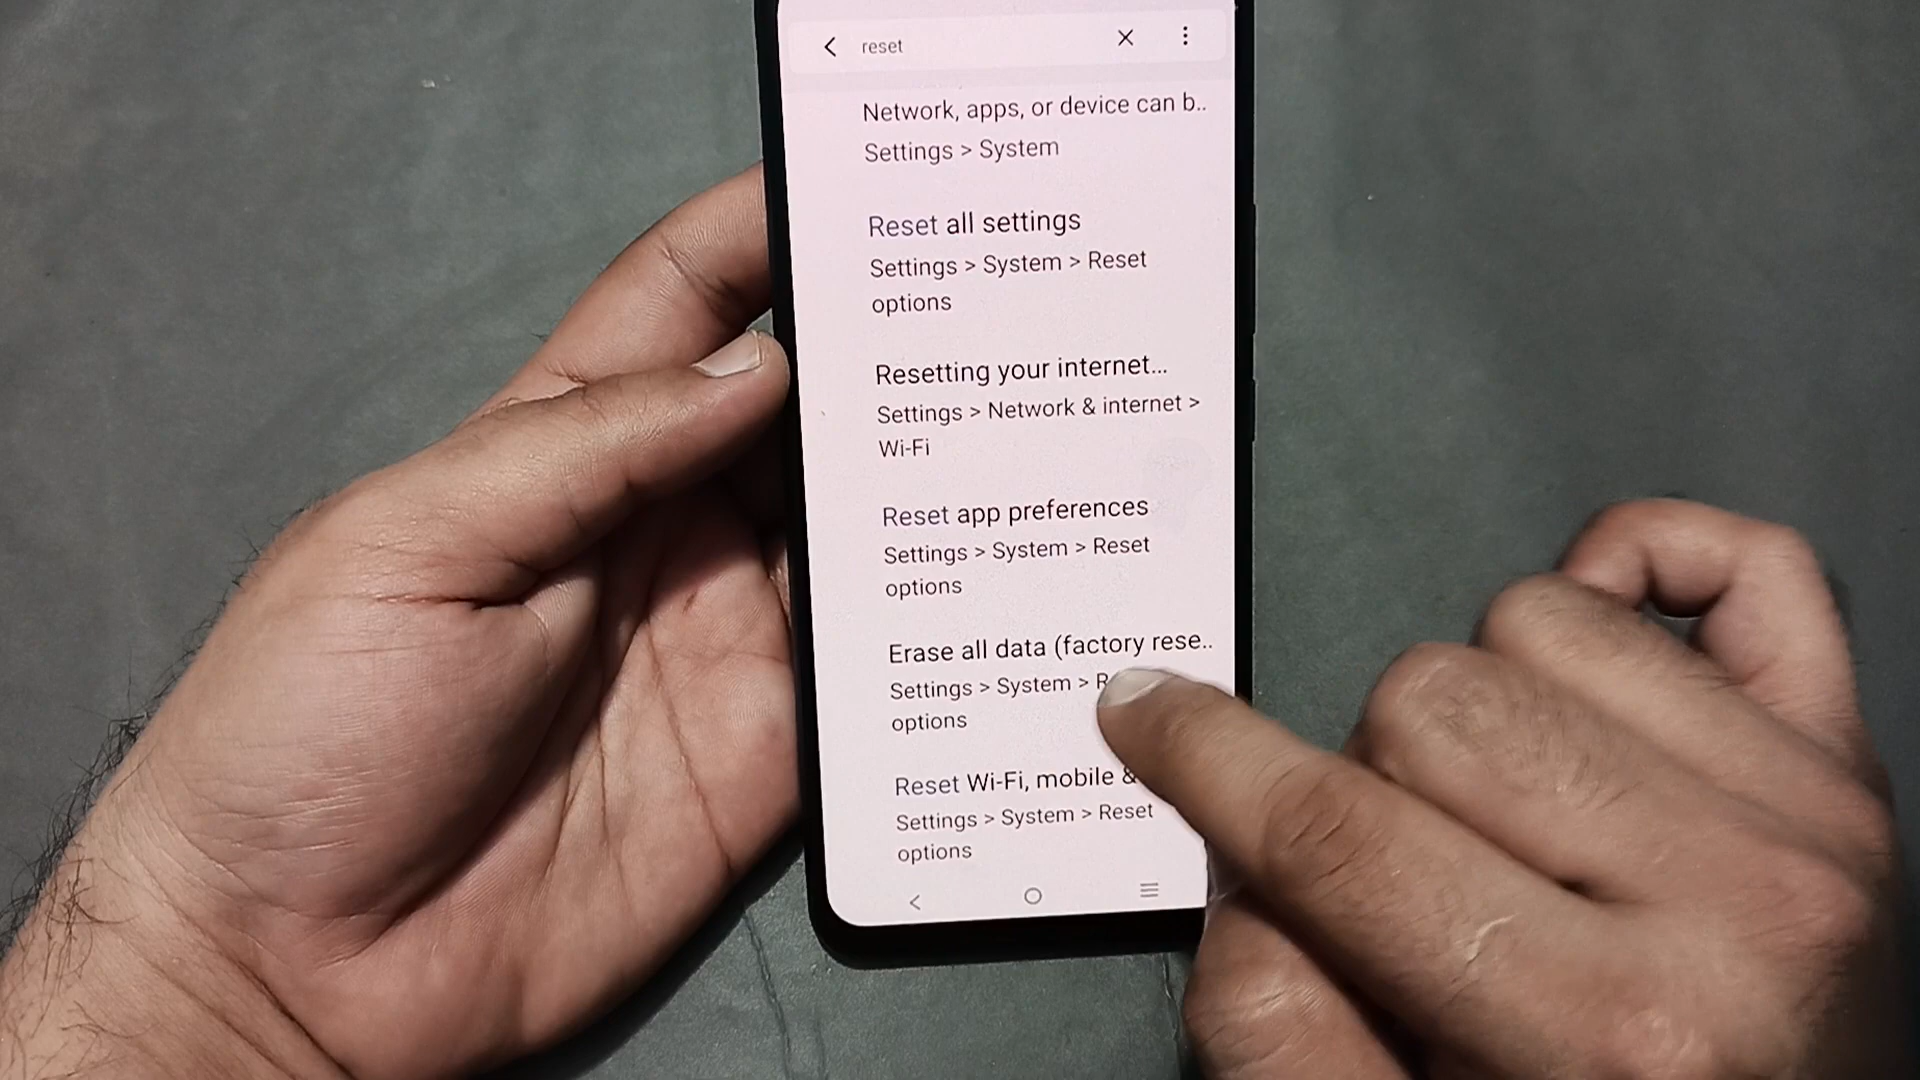 reset
Network, apps, or device can b..
Settings > System
Reset all settings
Settings > System > Reset
options
Resetting your internet...
Settings > Network & internet >
Wi-Fi
Reset app preferences
Settings > System > Reset
options
Erase all data (factory rese..
Settings > System > R
options
Reset Wi-Fi, mobile &
Settings > System > Reset
options